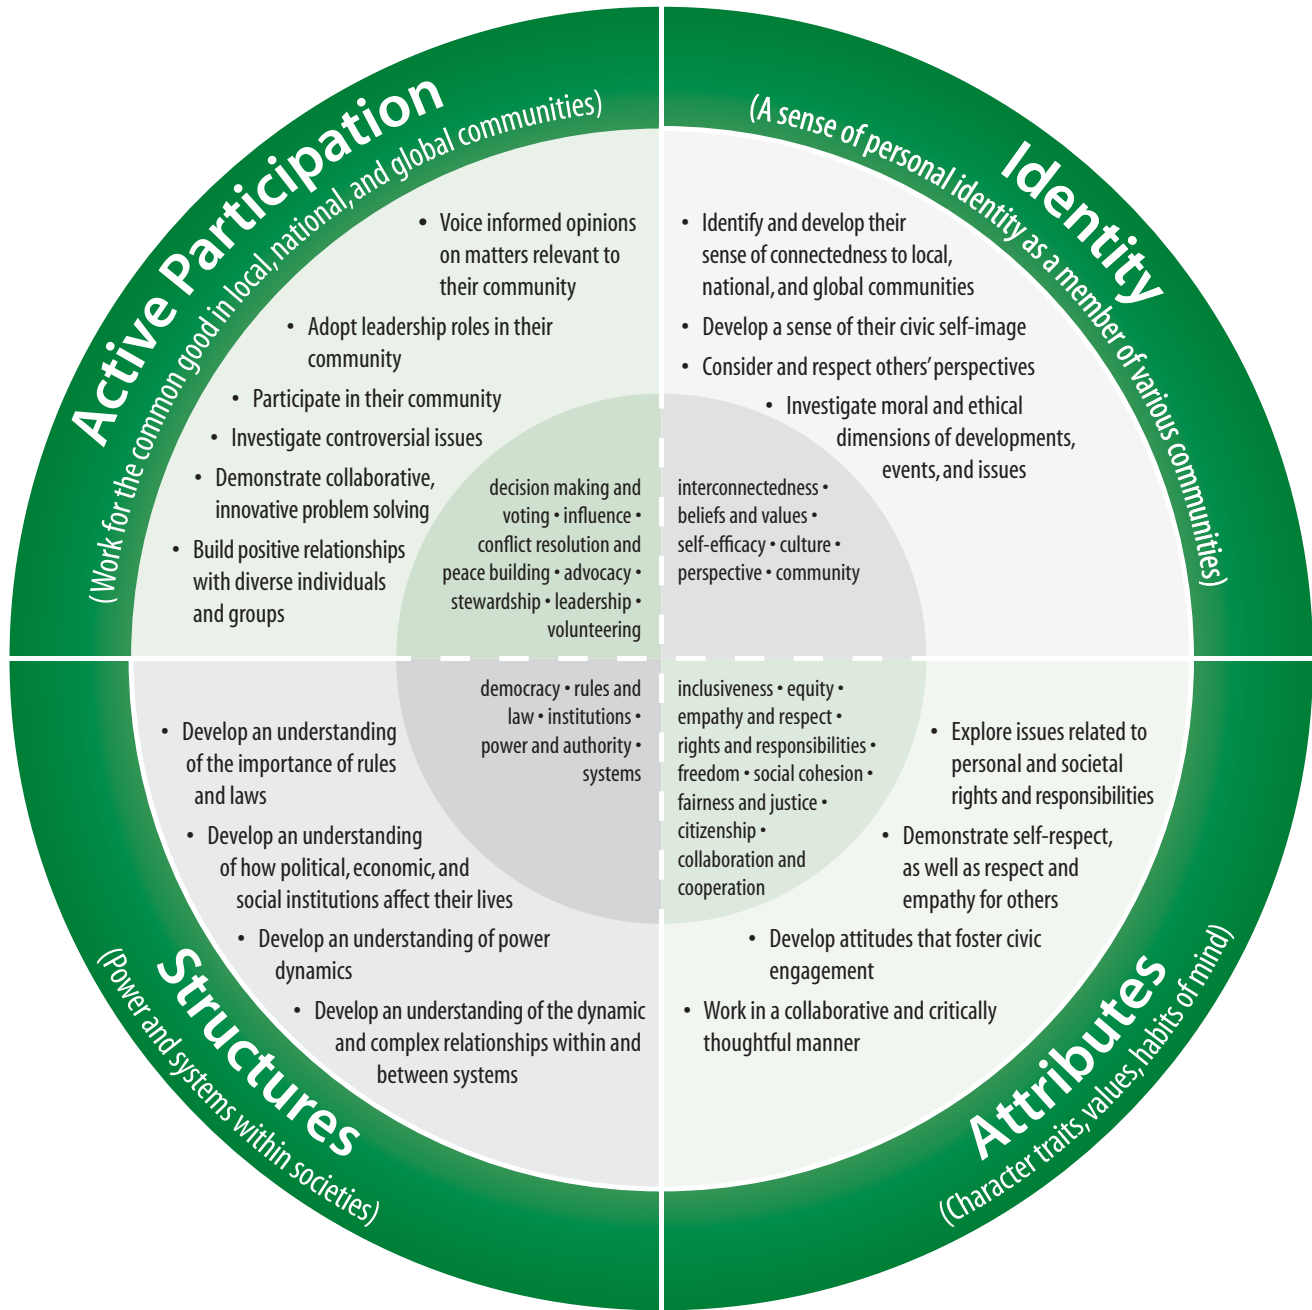 Active Participation
(Work for the common good in local, national, and global communities)
• Voice informed opinions
on matters relevant to
their community
• Adopt leadership roles in their
community
• Participate in their community
• Investigate controversial issues
• Demonstrate collaborative,
innovative problem solving
• Build positive relationships
with diverse individuals
and groups
decision making and
voting • influence •
conflict resolution and
peace building • advocacy •
stewardship • leadership •
volunteering
Identity
(A sense of personal identity as a member of various communities)
• Identify and develop their
sense of connectedness to local,
national, and global communities
• Develop a sense of their civic self-image
• Consider and respect others’ perspectives
• Investigate moral and ethical
dimensions of developments,
events, and issues
interconnectedness •
beliefs and values •
self-efficacy • culture •
perspective • community
Structures
(Power and systems within societies)
• Develop an understanding
of the importance of rules
and laws
• Develop an understanding
of how political, economic, and
social institutions affect their lives
• Develop an understanding of power
dynamics
• Develop an understanding of the dynamic
and complex relationships within and
between systems
democracy • rules and
law • institutions •
power and authority •
systems
Attributes
(Character traits, values, habits of mind)
inclusiveness • equity •
empathy and respect •
rights and responsibilities •
freedom • social cohesion •
fairness and justice •
citizenship •
collaboration and
cooperation
• Explore issues related to
personal and societal
rights and responsibilities
• Demonstrate self-respect,
as well as respect and
empathy for others
• Develop attitudes that foster civic
engagement
• Work in a collaborative and critically
thoughtful manner